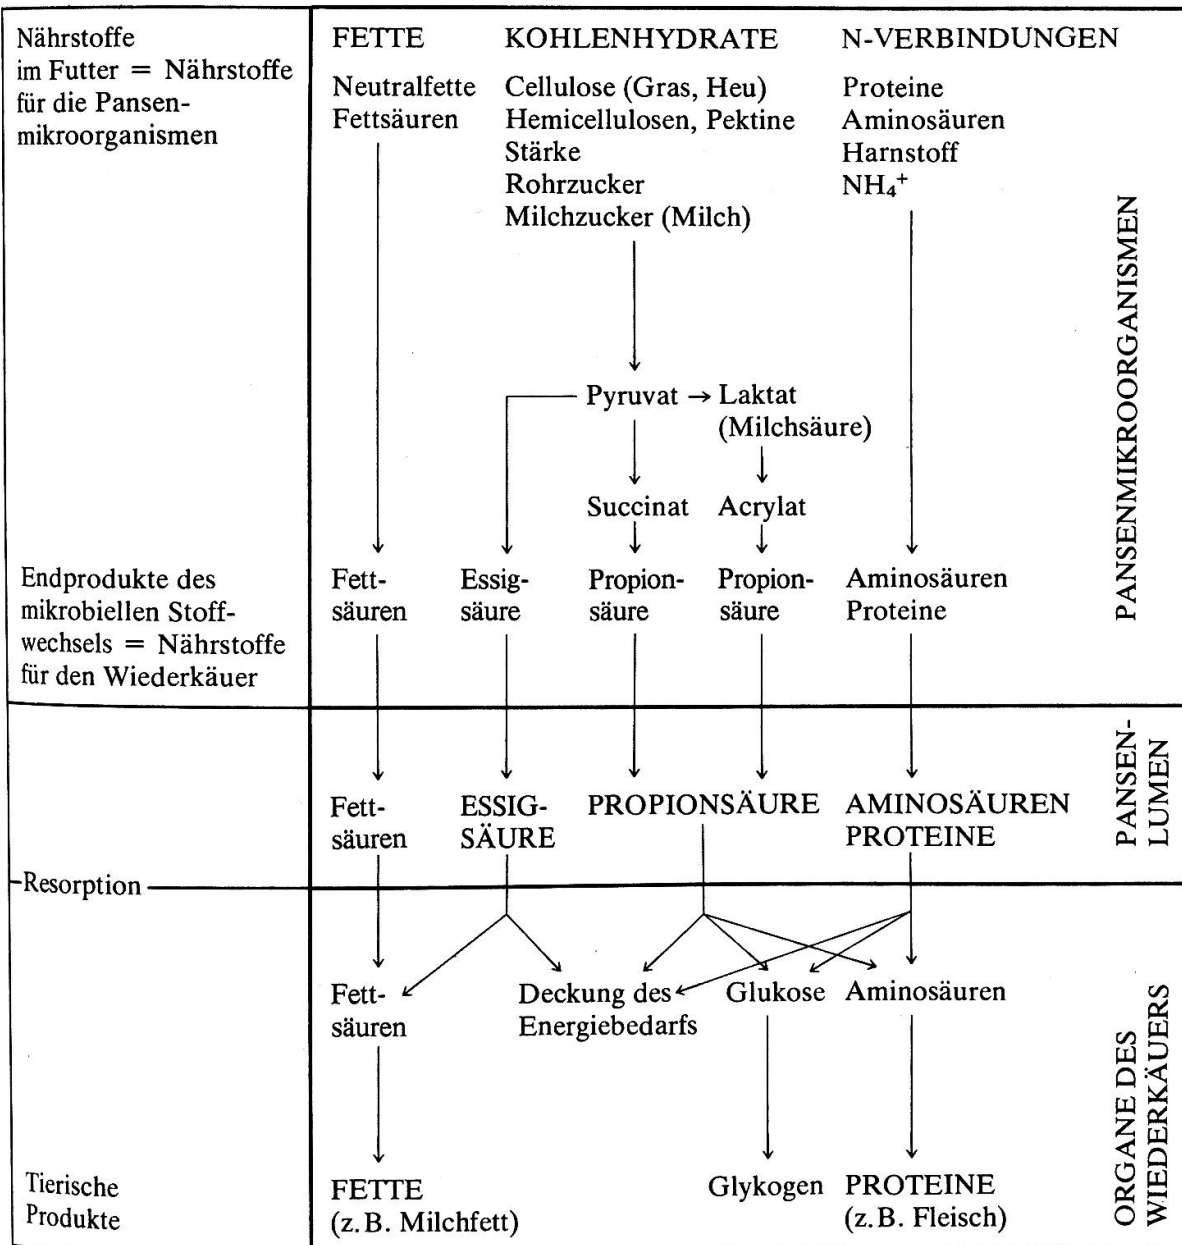 Nährstoffe
im Futter = Nährstoffe
für die Pansen-
mikroorganismen
FETTE
Neutralfette
Fettsäuren
KOHLENHYDRATE
Cellulose (Gras, Heu)
Hemicellulosen, Pektine
Stärke
Rohrzucker
Milchzucker (Milch)
N-VERBINDUNGEN
Proteine
Aminosäuren
Harnstoff
NH₄⁺
Pyruvat → Laktat
(Milchsäure)
Succinat
Acrylat
Endprodukte des
mikrobiellen Stoff-
wechsels = Nährstoffe
für den Wiederkäuer
Fett-
säuren
Essig-
säure
Propion-
säure
Propion-
säure
Aminosäuren
Proteine
PANSENMIKROORGANISMEN
Fett-
säuren
ESSIG-
SÄURE
PROPIONSÄURE
AMINOSÄUREN
PROTEINE
PANSEN-
LUMEN
Resorption
Fett-
säuren
Deckung des
Energiebedarfs
Glukose
Aminosäuren
Tierische
Produkte
FETTE
(z.B. Milchfett)
Glykogen
PROTEINE
(z.B. Fleisch)
ORGANE DES
WIEDERKÄUERS